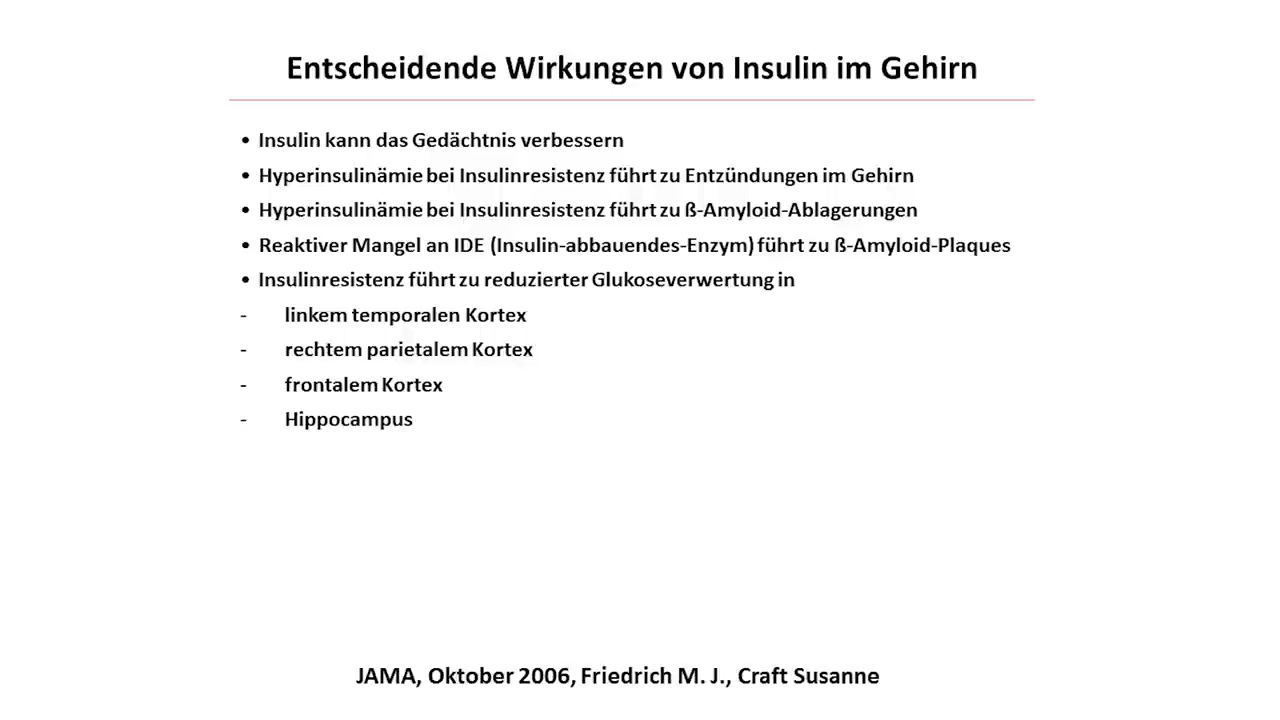 Entscheidende Wirkungen von Insulin im Gehirn
• Insulin kann das Gedächtnis verbessern
• Hyperinsulinämie bei Insulinresistenz führt zu Entzündungen im Gehirn
• Hyperinsulinämie bei Insulinresistenz führt zu ß-Amyloid-Ablagerungen
• Reaktiver Mangel an IDE (Insulin-abbauendes-Enzym) führt zu ß-Amyloid-Plaques
• Insulinresistenz führt zu reduzierter Glukoseverwertung in
- linkem temporalen Kortex
- rechtem parietalem Kortex
- frontalem Kortex
- Hippocampus
JAMA, Oktober 2006, Friedrich M. J., Craft Susanne